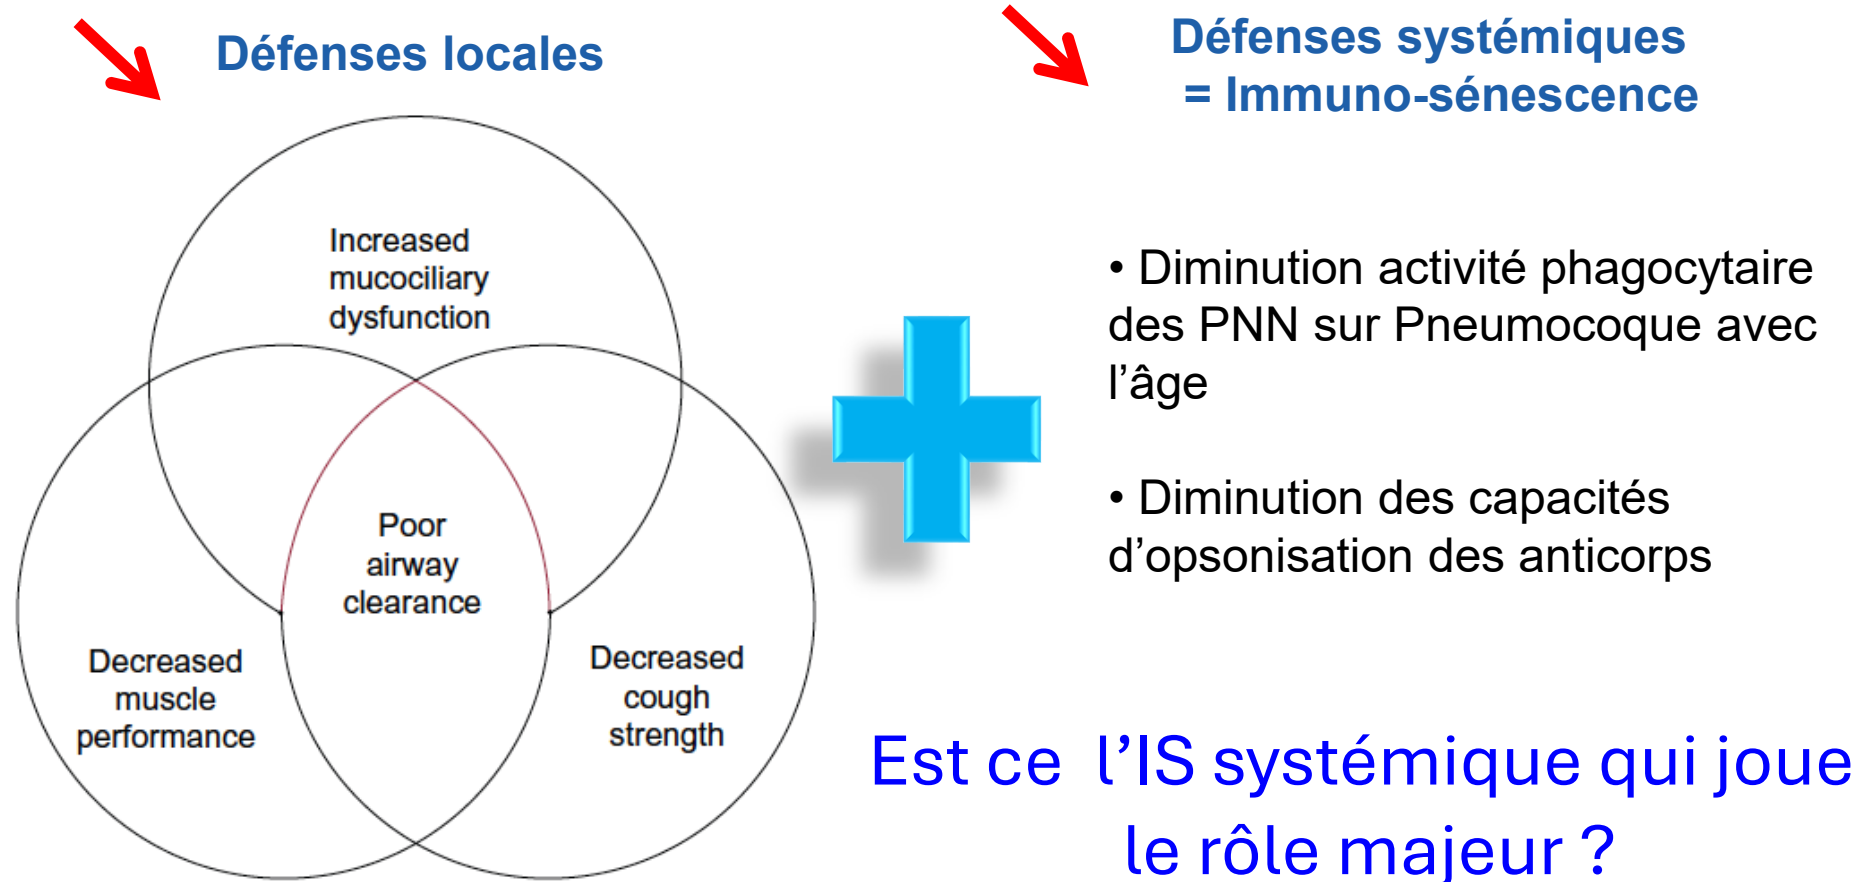 Défenses locales
Increased
mucociliary
dysfunction
Poor
airway
clearance
Decreased
muscle
performance
Decreased
cough
strength
Défenses systémiques
= Immuno-sénescence
• Diminution activité phagocytaire
des PNN sur Pneumocoque avec
l’âge
• Diminution des capacités
d’opsonisation des anticorps
Est ce l’IS systémique qui joue
le rôle majeur ?